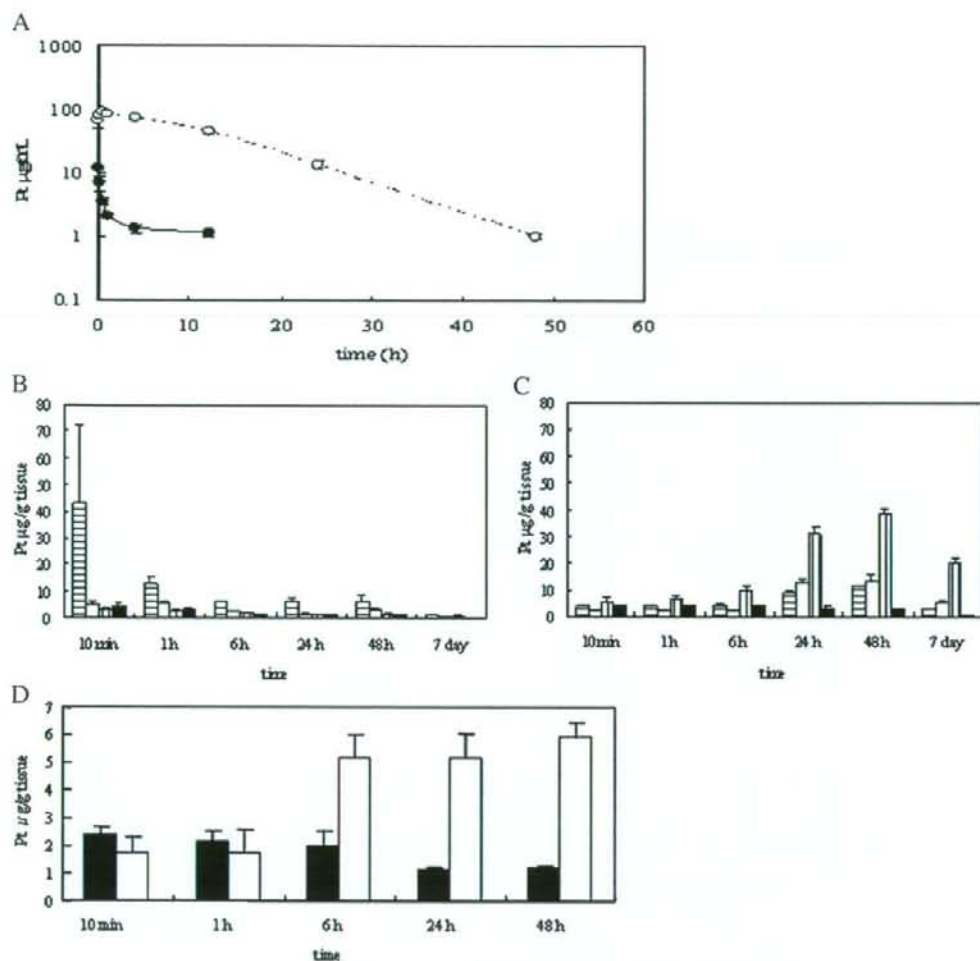 A
1000
100
10
1
0.1
Pt μg/mL
0 10 20 30 40 50 60
time (h)
B
80
70
60
50
40
30
20
10
0
Pt μg/g tissue
10 min 1 h 6 h 24 h 48 h 7 day
time
C
80
70
60
50
40
30
20
10
0
Pt μg/g tissue
10 min 1 h 6 h 24 h 48 h 7 day
time
D
7
6
5
4
3
2
1
0
Pt μg/g tissue
10 min 1 h 6 h 24 h 48 h
time